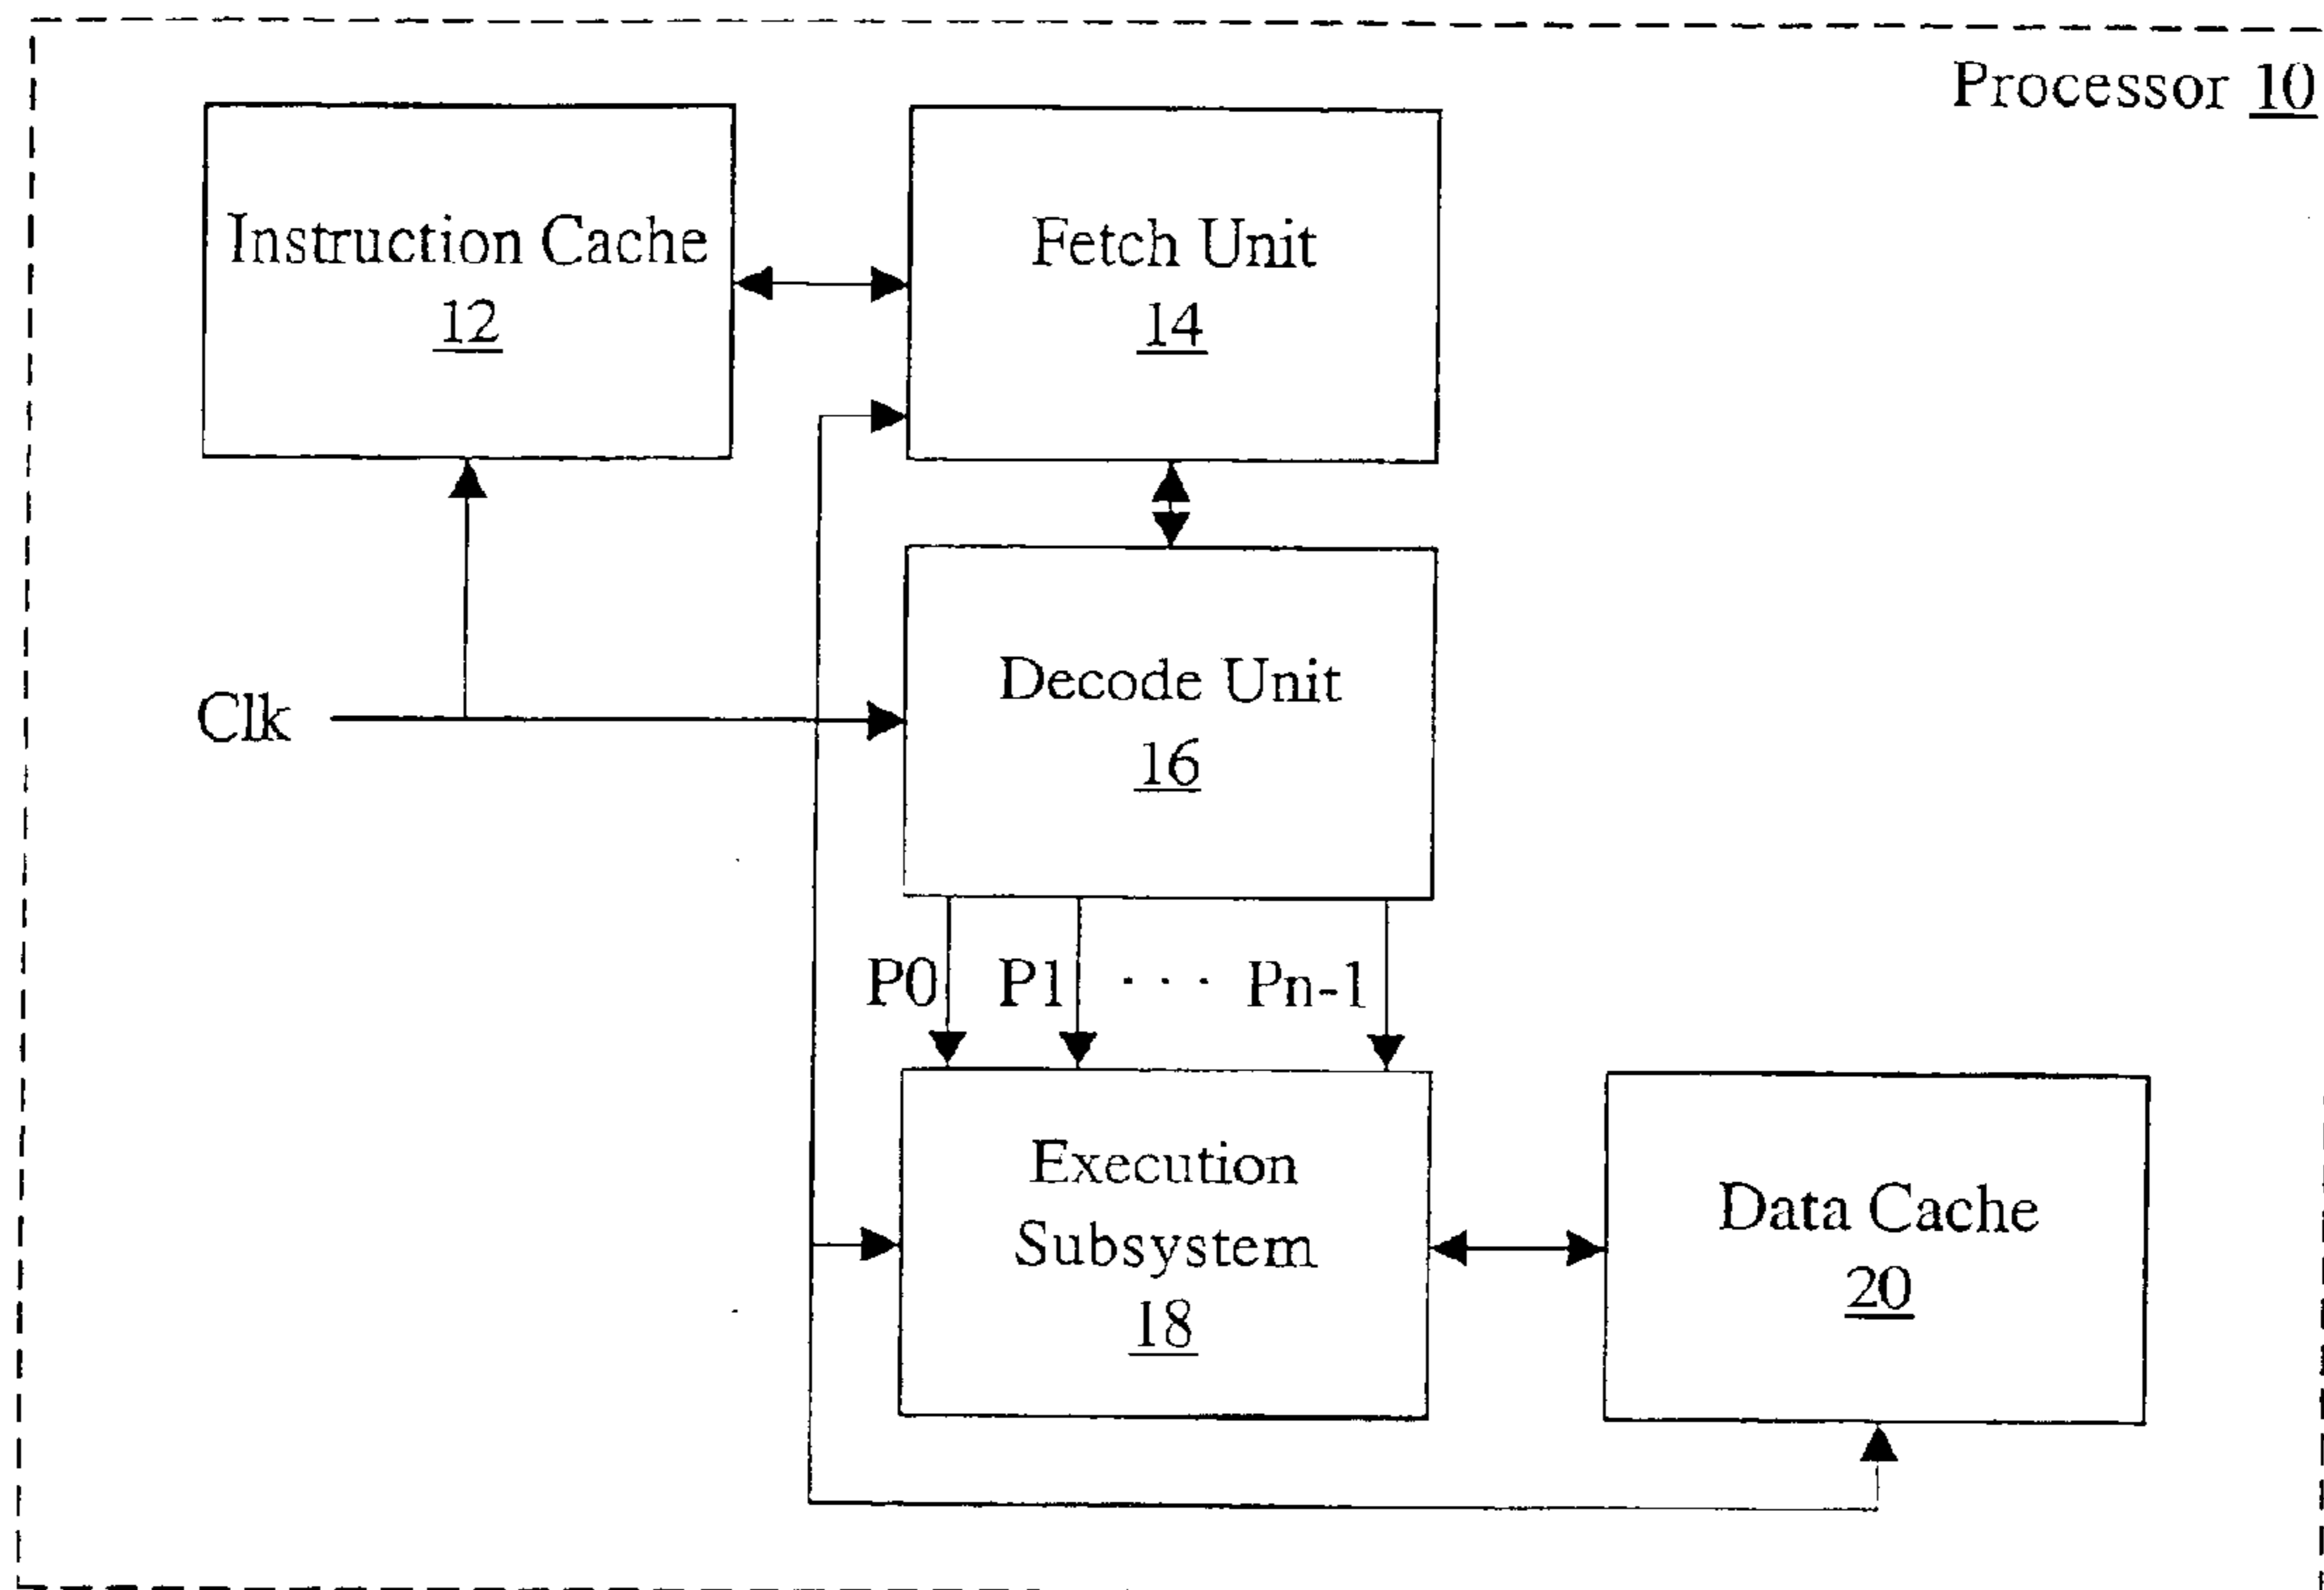 Processor 10
Instruction Cache
12
Fetch Unit
14
Decode Unit
16
Clk
P0 P1 · · · Pn-1
Execution
Subsystem
18
Data Cache
20